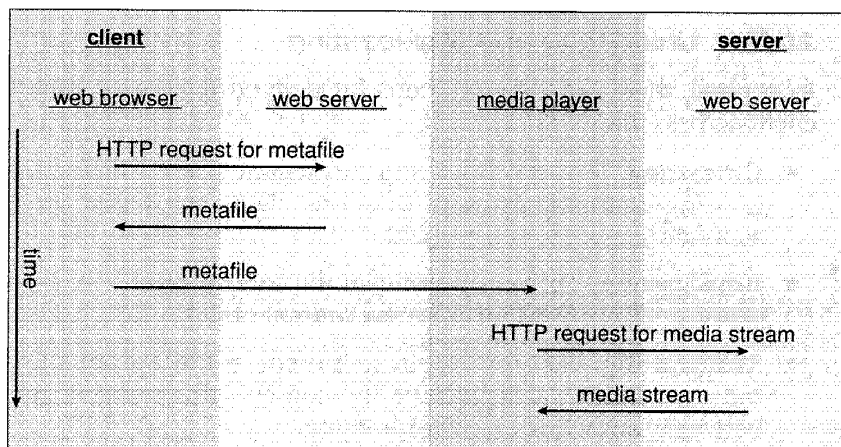 client server
web browser web server media player web server
HTTP request for metafile
metafile
metafile
time
HTTP request for media stream
media stream